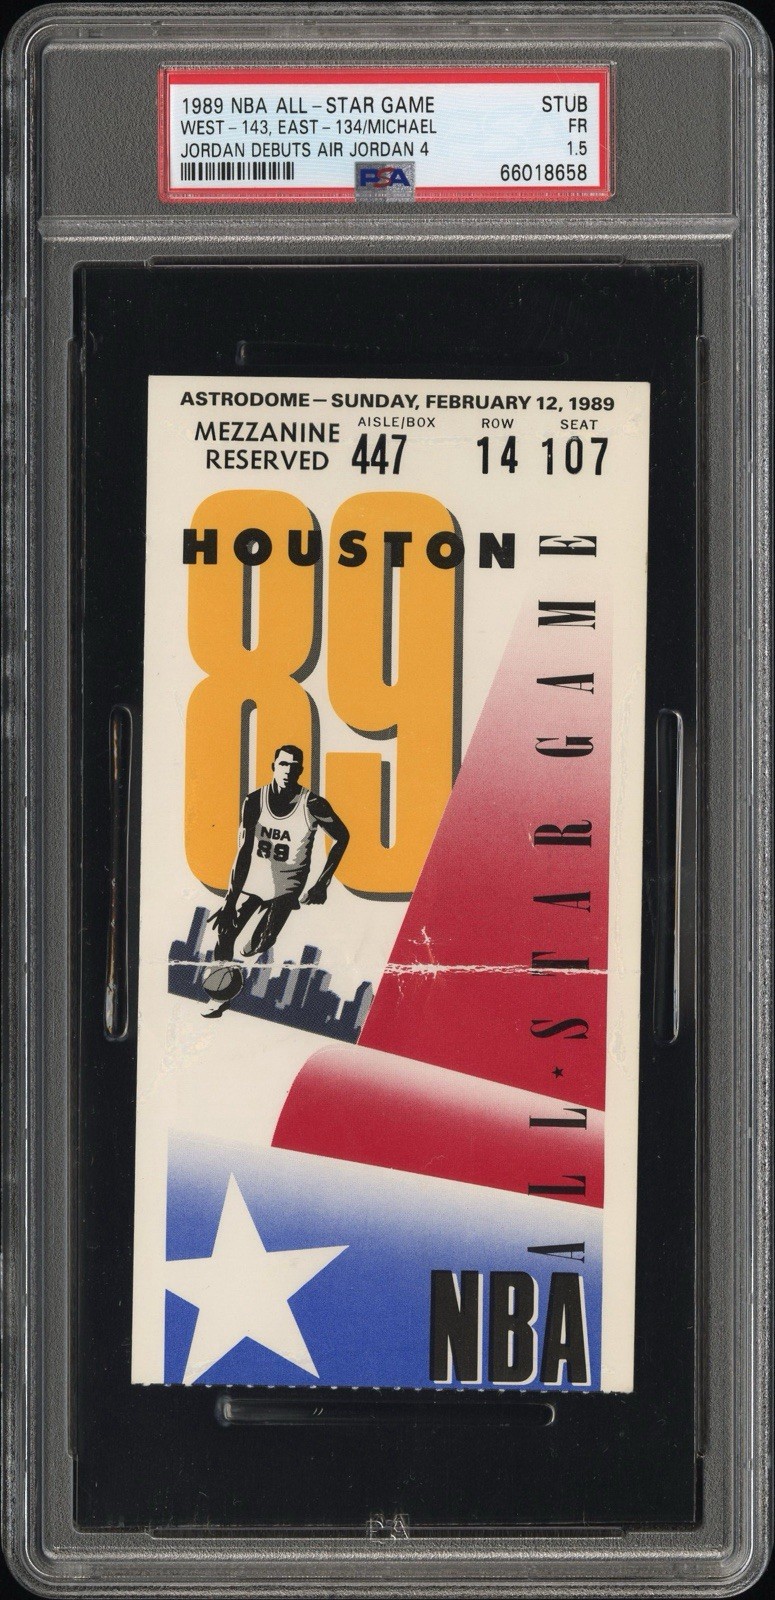 1989 NBA ALL-STAR GAME STUB
WEST-143, EAST-134/MICHAEL FR
JORDAN DEBUTS AIR JORDAN 4 1.5
PSA 66018658
ASTRODOME—SUNDAY, FEBRUARY 12, 1989
AISLE/BOX ROW SEAT
MEZZANINE RESERVED 447 14 107
89
HOUSTON
NBA
89
ALL★STAR GAME
NBA
PSA